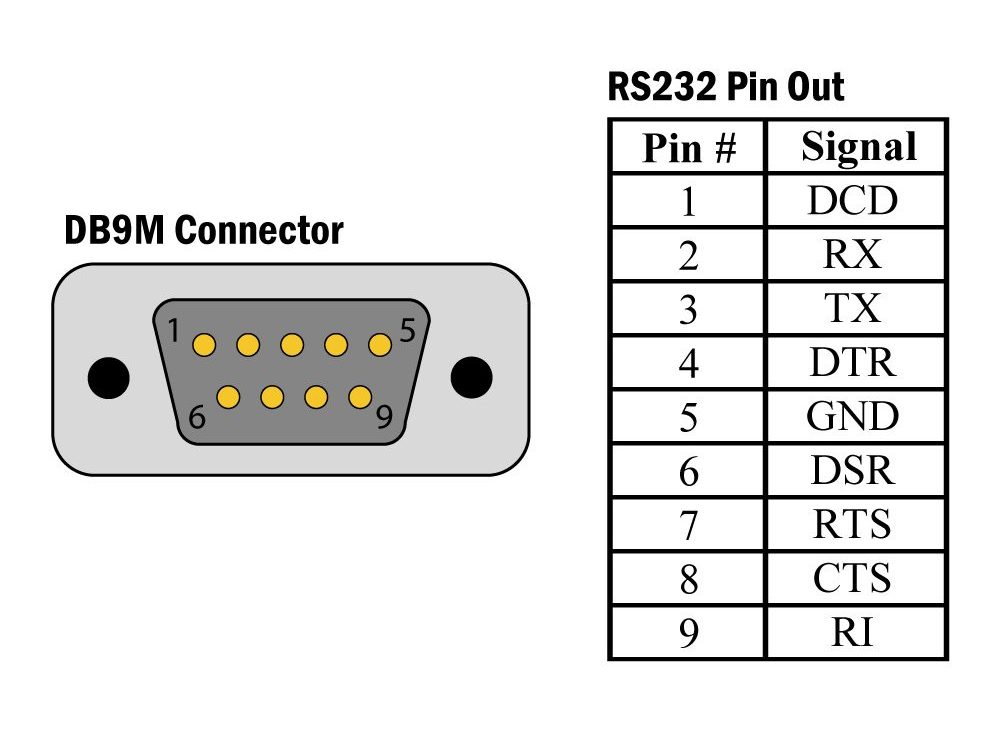 DB9M Connector
1 5
6 9
RS232 Pin Out
Pin # Signal
1 DCD
2 RX
3 TX
4 DTR
5 GND
6 DSR
7 RTS
8 CTS
9 RI